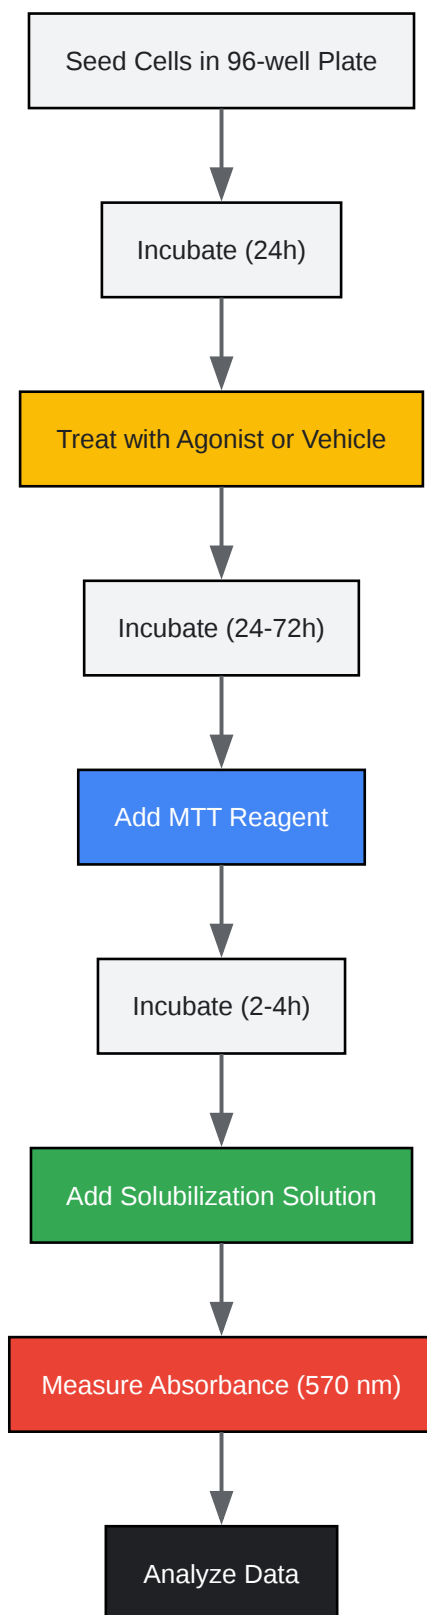 Seed Cells in 96-well Plate
Incubate (24h)
Treat with Agonist or Vehicle
Incubate (24-72h)
Add MTT Reagent
Incubate (2-4h)
Add Solubilization Solution
Measure Absorbance (570 nm)
Analyze Data